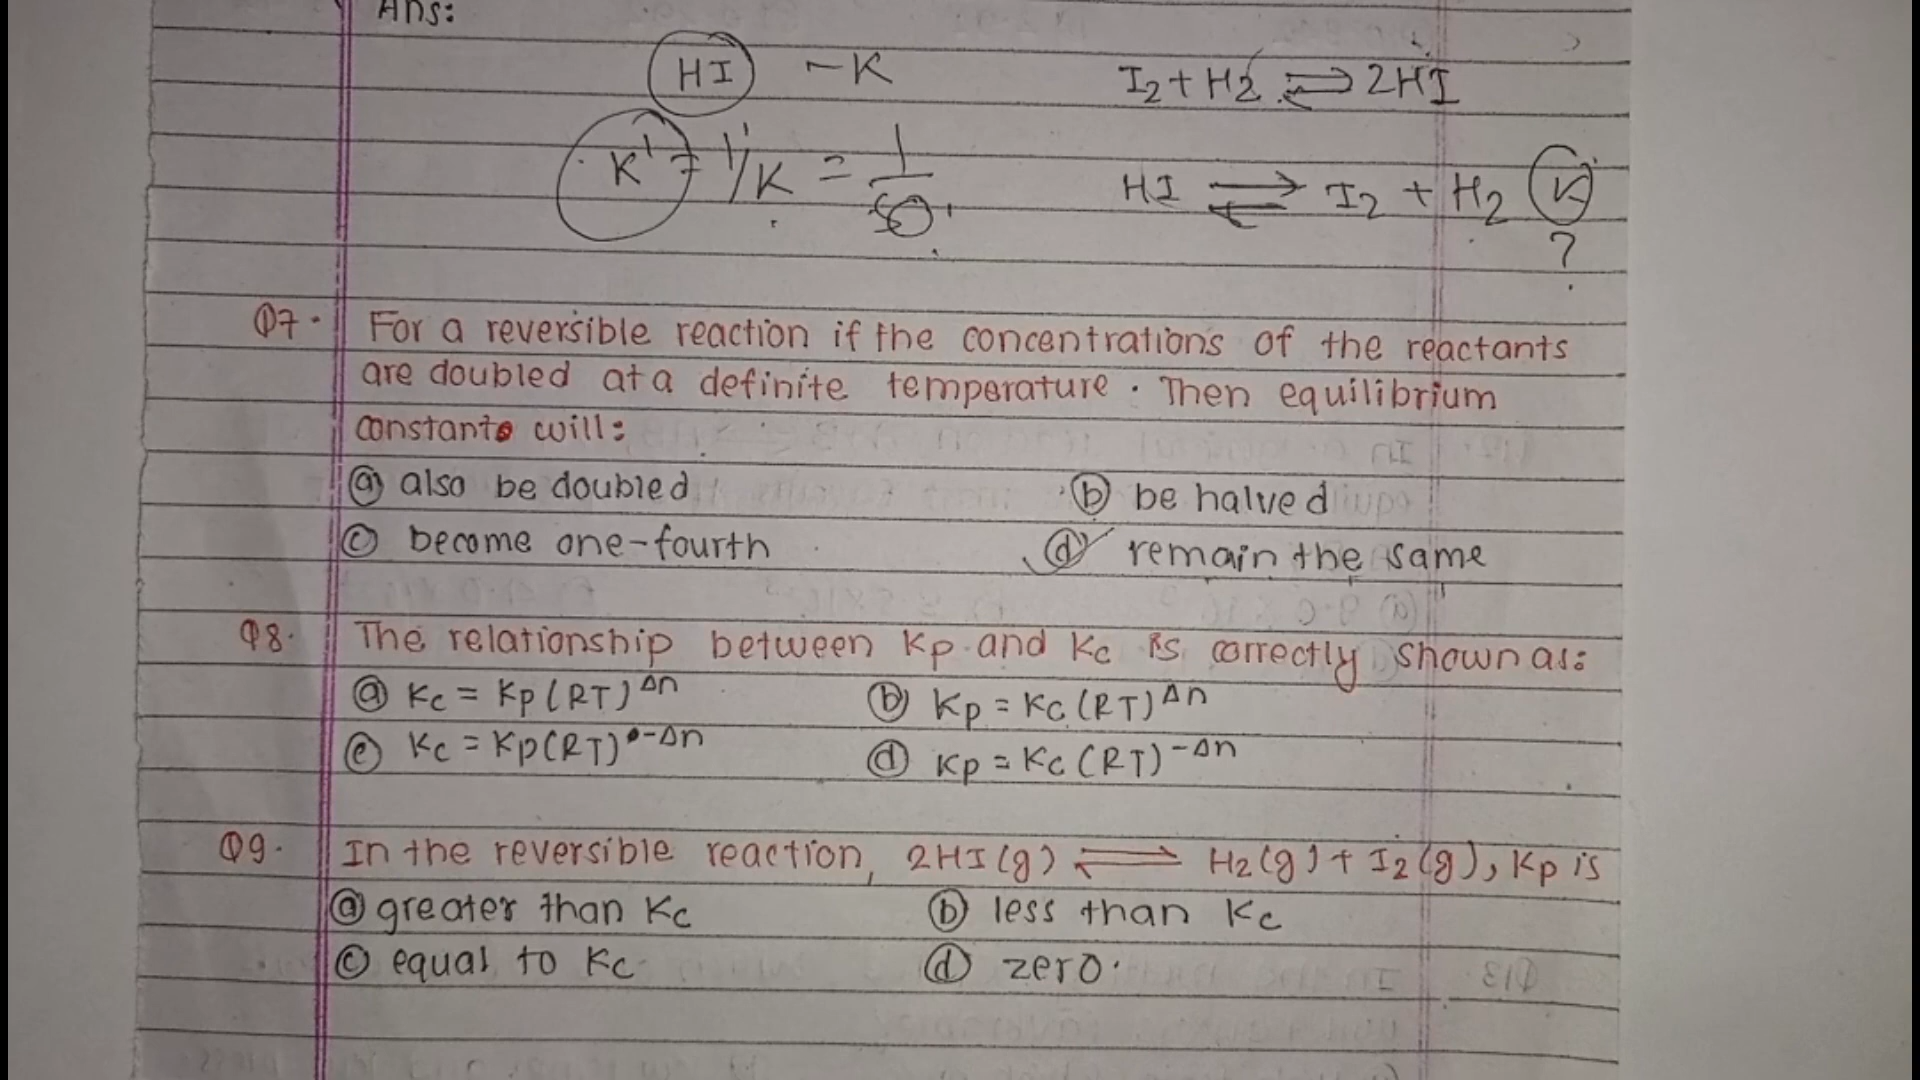 Ans:
HI - K
I2 + H2 ⇌ 2HI
K' = 1/K = 1/50
HI ⇌ I2 + H2 K
?
Q7. For a reversible reaction if the concentrations of the reactants
are doubled at a definite temperature. Then equilibrium
constant will:
(a) also be doubled (b) be halved
(c) become one-fourth (d) remain the same
Q8. The relationship between Kp and Kc is correctly shown as:
(a) Kc = Kp (RT)^Δn (b) Kp = Kc (RT)^Δn
(c) Kc = Kp (RT)^-Δn (d) Kp = Kc (RT)^-Δn
Q9. In the reversible reaction, 2HI(g) ⇌ H2(g) + I2(g), Kp is
(a) greater than Kc (b) less than Kc
(c) equal to Kc (d) zero.